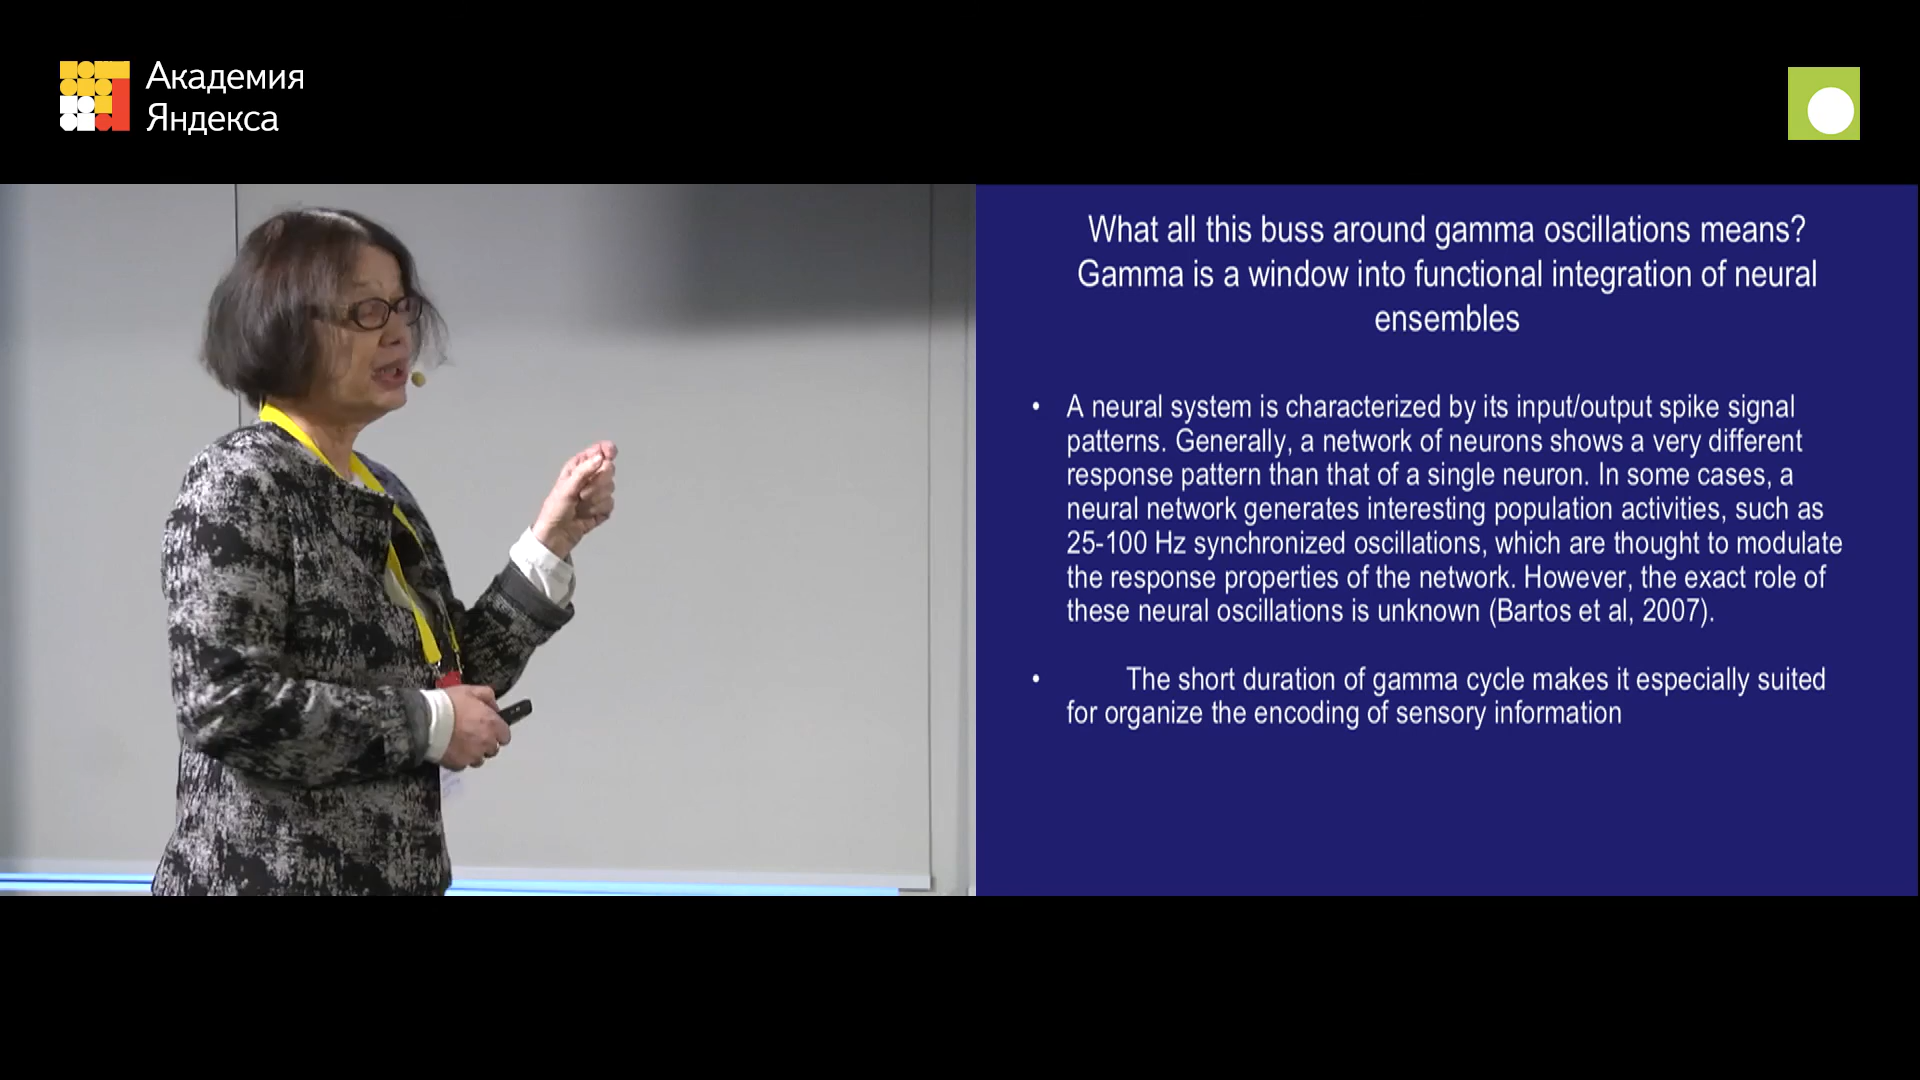 Академия
Яндекса
What all this buss around gamma oscillations means?
Gamma is a window into functional integration of neural
ensembles
• A neural system is characterized by its input/output spike signal
patterns. Generally, a network of neurons shows a very different
response pattern than that of a single neuron. In some cases, a
neural network generates interesting population activities, such as
25-100 Hz synchronized oscillations, which are thought to modulate
the response properties of the network. However, the exact role of
these neural oscillations is unknown (Bartos et al, 2007).
• The short duration of gamma cycle makes it especially suited
for organize the encoding of sensory information